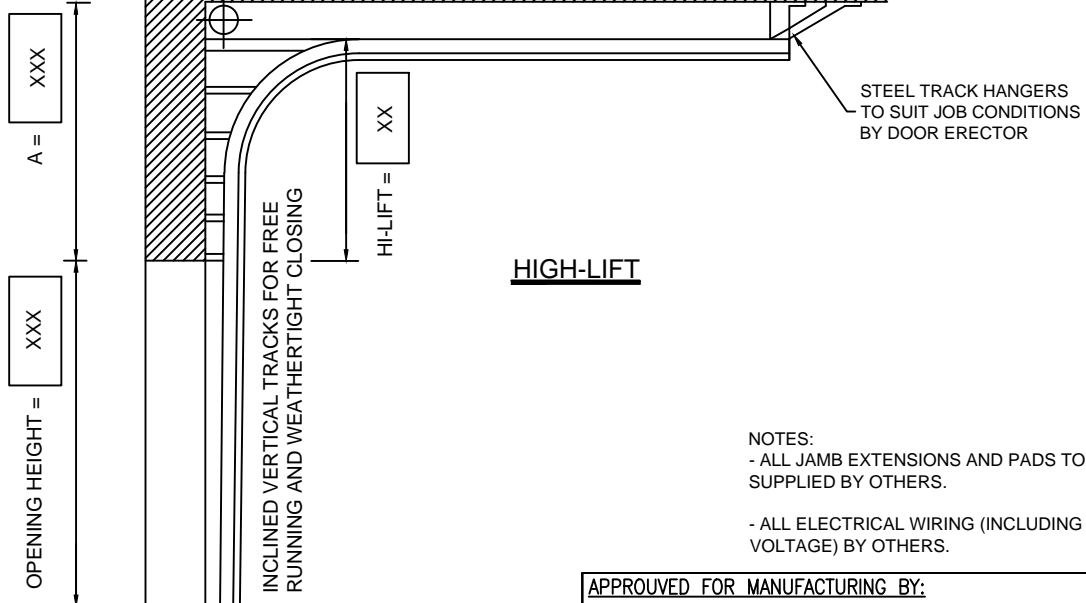 XXX
A =
XX
HI-LIFT =
STEEL TRACK HANGERS
TO SUIT JOB CONDITIONS
BY DOOR ERECTOR
INCLINED VERTICAL TRACKS FOR FREE
RUNNING AND WEATHERTIGHT CLOSING
HIGH-LIFT
XXX
OPENING HEIGHT =
NOTES:
- ALL JAMB EXTENSIONS AND PADS TO
SUPPLIED BY OTHERS.
- ALL ELECTRICAL WIRING (INCLUDING
VOLTAGE) BY OTHERS.
APPROUVED FOR MANUFACTURING BY: